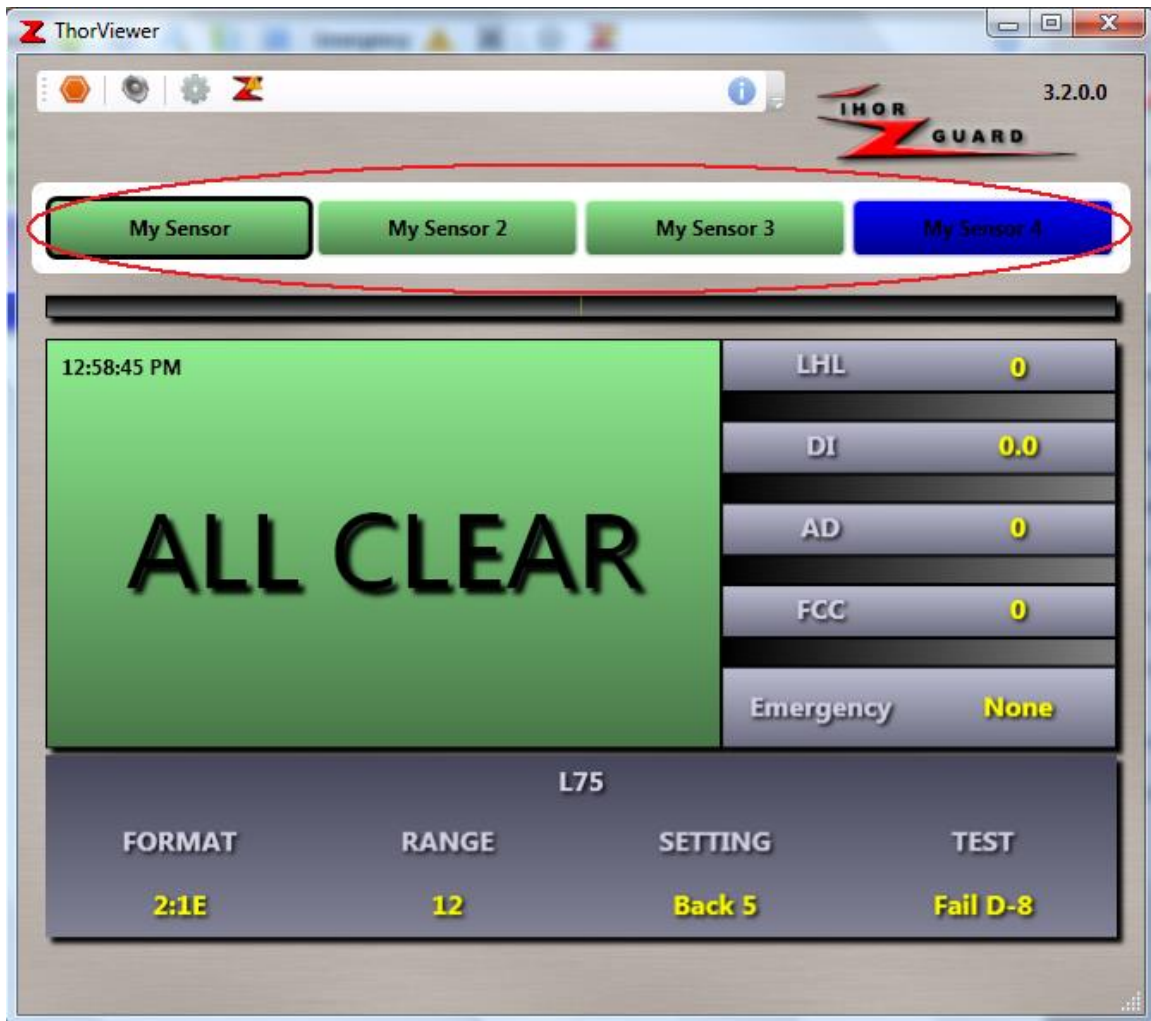 ThorViewer
Emergency
3.2.0.0
THOR
GUARD
My Sensor My Sensor 2 My Sensor 3 My Sensor 4
12:58:45 PM
ALL CLEAR
LHL 0
DI 0.0
AD 0
FCC 0
Emergency None
L75
FORMAT RANGE SETTING TEST
2:1E 12 Back 5 Fail D-8